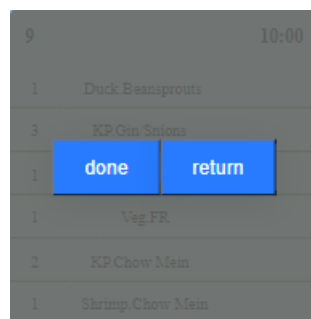 9 10:00
1 Duck.Beansprouts
3 KP.Gin/Snions
1
done return
1 Veg.FR.
2 KP.Chow Mein
1 Shrimp.Chow Mein